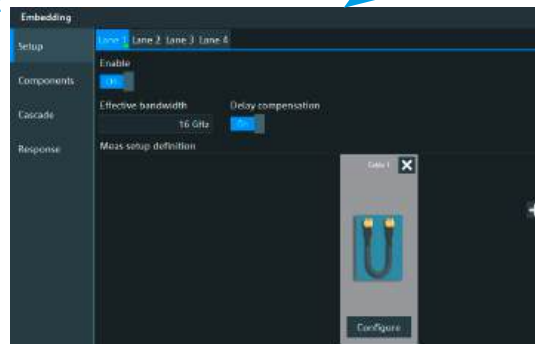 Embedding
Setup
Lane 1 Lane 2 Lane 3 Lane 4
Enable
On
Components
Effective bandwidth Delay compensation
Cascade
16 GHz On
Response
Meas setup definition
Cable 1
Configure